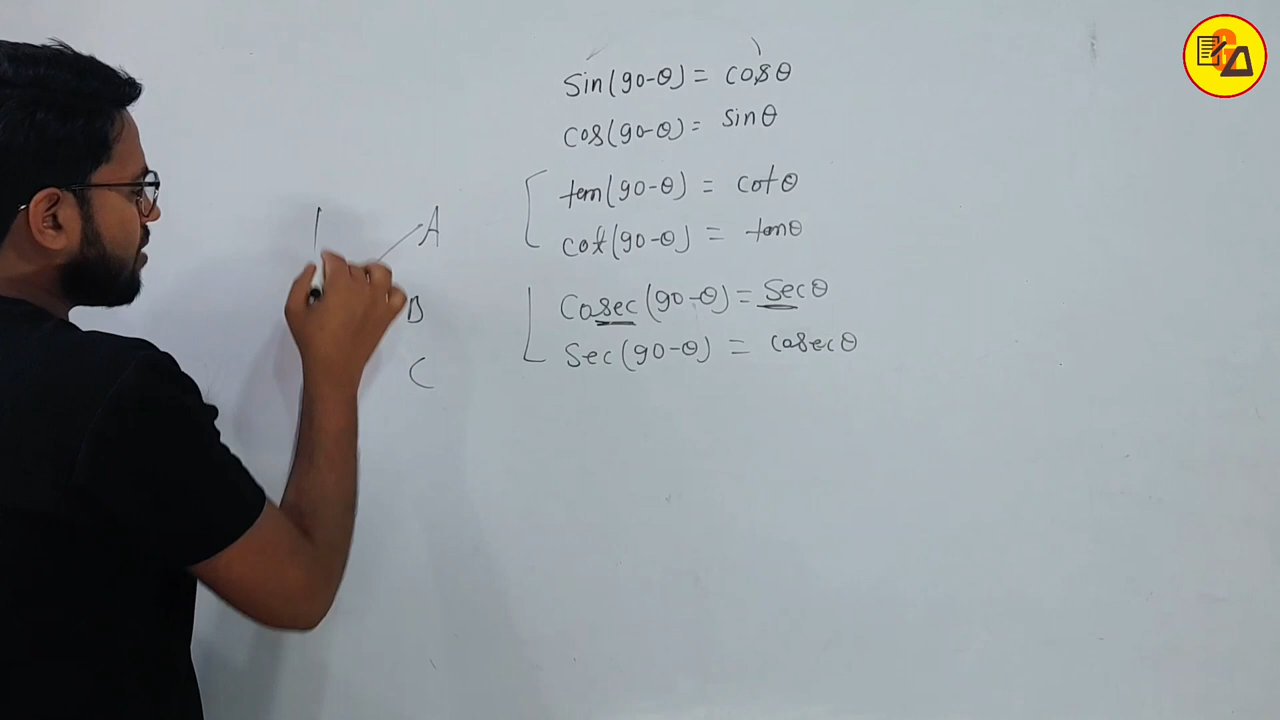 sin(90-θ) = cosθ
cos(90-θ) = sinθ
tan(90-θ) = cotθ
cot(90-θ) = tanθ
Cosec(90-θ) = Secθ
Sec(90-θ) = cosecθ
A
B
C